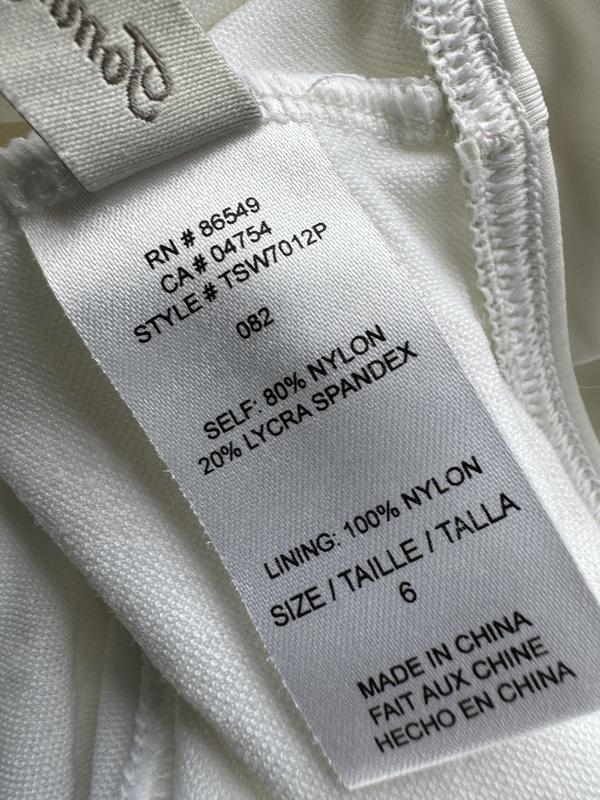 RN # 86549
CA # 04754
STYLE # TSW7012P
082
SELF: 80% NYLON
20% LYCRA SPANDEX
LINING: 100% NYLON
SIZE / TAILLE / TALLA
6
MADE IN CHINA
FAIT AUX CHINE
HECHO EN CHINA